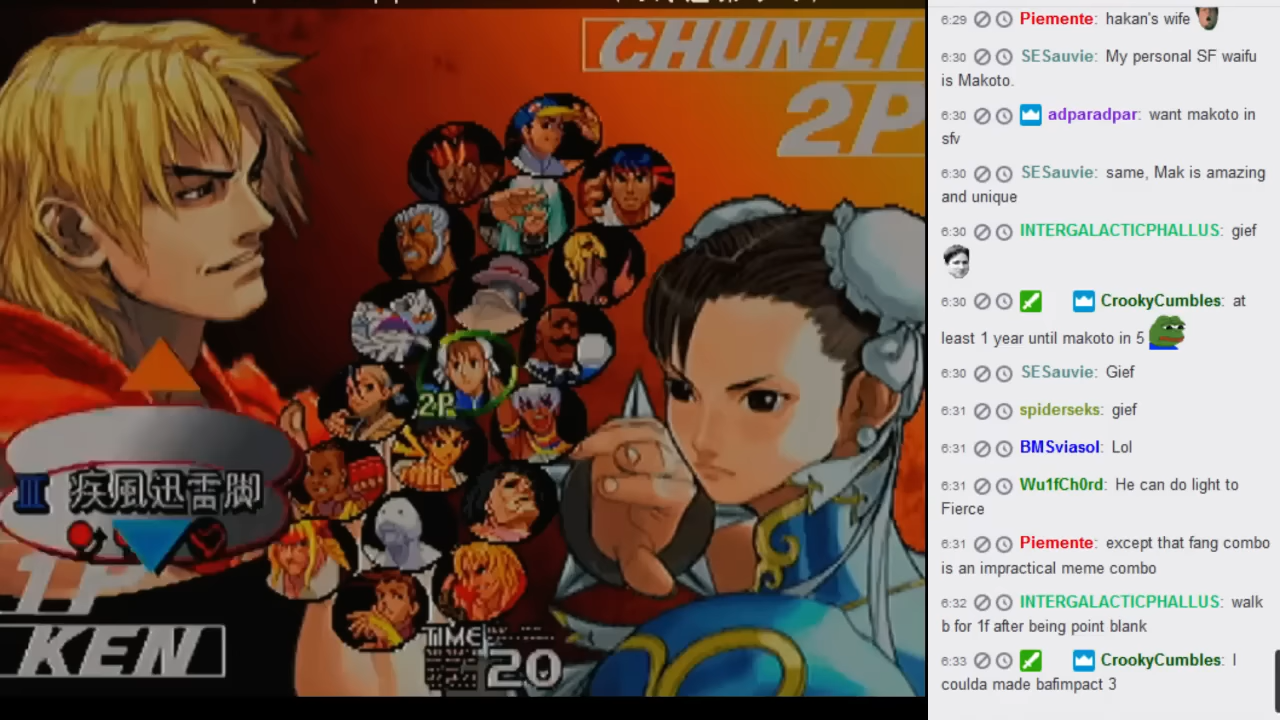 CHUN-LI
2P
2P
III 疾風迅雷脚
1P
KEN
TIME
20
6:29 Piemente: hakan's wife
6:30 SESauvie: My personal SF waifu
is Makoto.
6:30 adparadpar: want makoto in
sfv
6:30 SESauvie: same, Mak is amazing
and unique
6:30 INTERGALACTICPHALLUS: gief
6:30 CrookyCumbles: at
least 1 year until makoto in 5
6:30 SESauvie: Gief
6:31 spiderseks: gief
6:31 BMSviasol: Lol
6:31 Wu1fCh0rd: He can do light to
Fierce
6:31 Piemente: except that fang combo
is an impractical meme combo
6:32 INTERGALACTICPHALLUS: walk
b for 1f after being point blank
6:33 CrookyCumbles: I
coulda made bafimpact 3